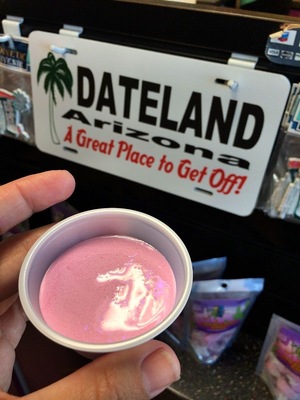 DATELAND
Arizona
A Great Place to Get Off!